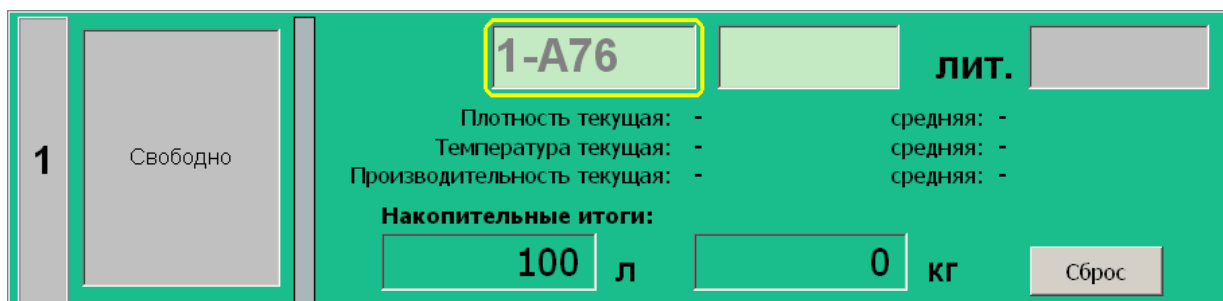 1-А76 лит.
Плотность текущая: - средняя: -
1 Свободно Температура текущая: - средняя: -
Производительность текущая: - средняя: -
Накопительные итоги:
100 л 0 кг Сброс